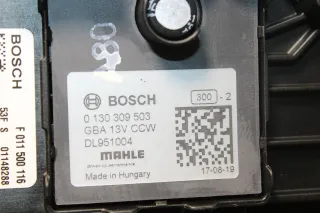 BOSCH
F 011 500 116
53F S 01148288
BOSCH
0 130 309 503
300 - 2
GBA 13V CCW
DL951004
MAHLE
Made in Hungary
17-08-19